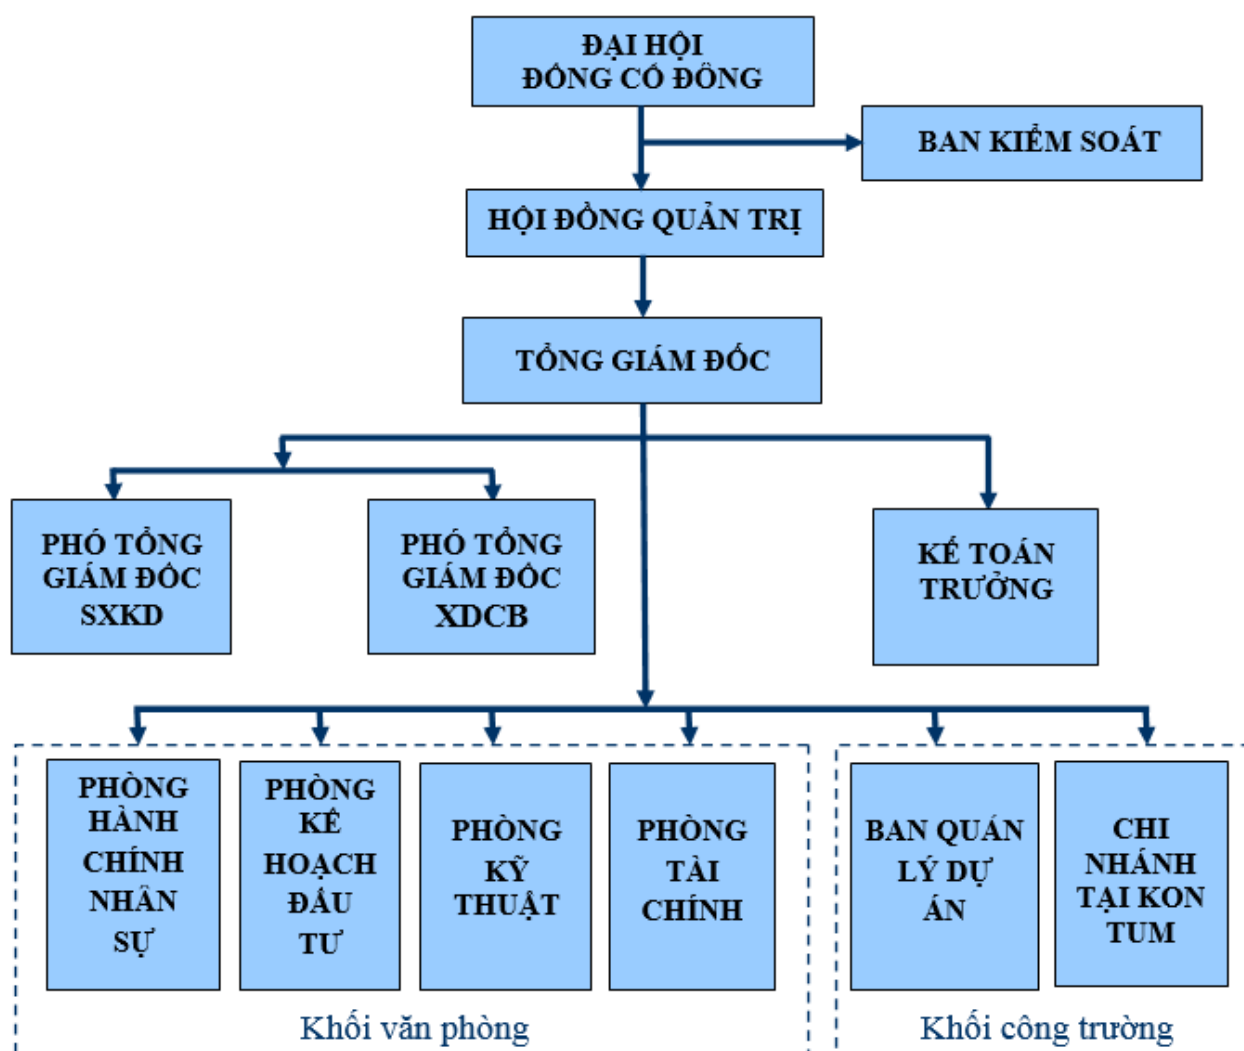 ĐẠI HỘI
ĐỒNG CỔ ĐÔNG
BAN KIỂM SOÁT
HỘI ĐỒNG QUẢN TRỊ
TỔNG GIÁM ĐỐC
PHÓ TỔNG
GIÁM ĐỐC
SXKD
PHÓ TỔNG
GIÁM ĐỐC
XDCB
KẾ TOÁN
TRƯỞNG
PHÒNG
HÀNH
CHÍNH
NHÂN
SỰ
PHÒNG
KẾ
HOẠCH
ĐẦU
TƯ
PHÒNG
KỸ
THUẬT
PHÒNG
TÀI
CHÍNH
BAN QUẢN
LÝ DỰ
ÁN
CHI
NHÁNH
TẠI KON
TUM
Khối văn phòng
Khối công trường